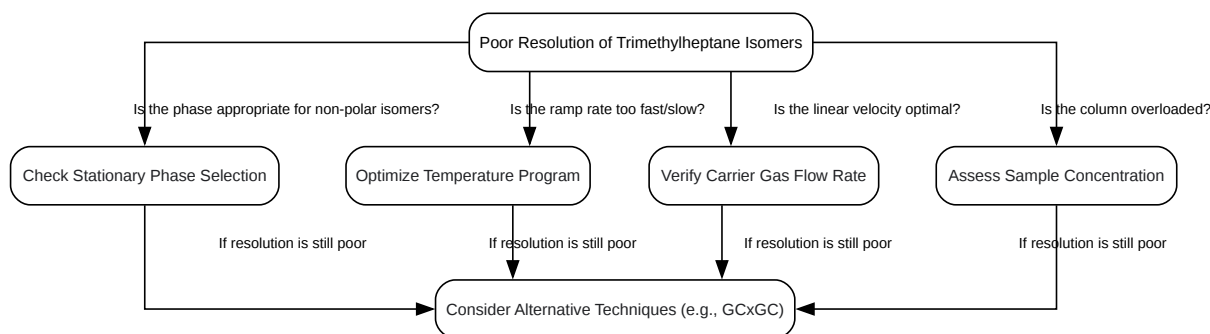 Poor Resolution of Trimethylheptane Isomers
Is the phase appropriate for non-polar isomers?
Is the ramp rate too fast/slow?
Is the linear velocity optimal?
Is the column overloaded?
Check Stationary Phase Selection
Optimize Temperature Program
Verify Carrier Gas Flow Rate
Assess Sample Concentration
If resolution is still poor
If resolution is still poor
If resolution is still poor
If resolution is still poor
Consider Alternative Techniques (e.g., GCxGC)